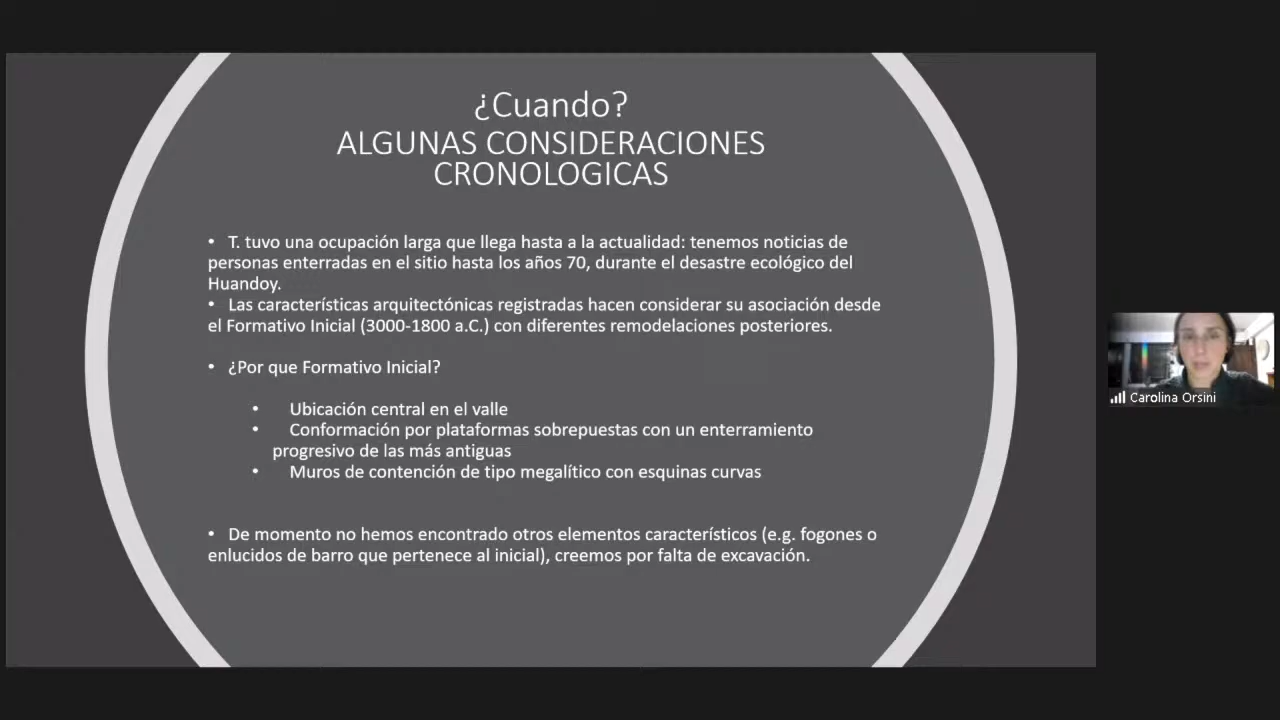 ¿Cuando?
ALGUNAS CONSIDERACIONES
CRONOLOGICAS
• T. tuvo una ocupación larga que llega hasta a la actualidad: tenemos noticias de
personas enterradas en el sitio hasta los años 70, durante el desastre ecológico del
Huandoy.
• Las características arquitectónicas registradas hacen considerar su asociación desde
el Formativo Inicial (3000-1800 a.C.) con diferentes remodelaciones posteriores.
• ¿Por que Formativo Inicial?
• Ubicación central en el valle
• Conformación por plataformas sobrepuestas con un enterramiento
progresivo de las más antiguas
• Muros de contención de tipo megalítico con esquinas curvas
• De momento no hemos encontrado otros elementos característicos (e.g. fogones o
enlucidos de barro que pertenece al inicial), creemos por falta de excavación.
Carolina Orsini